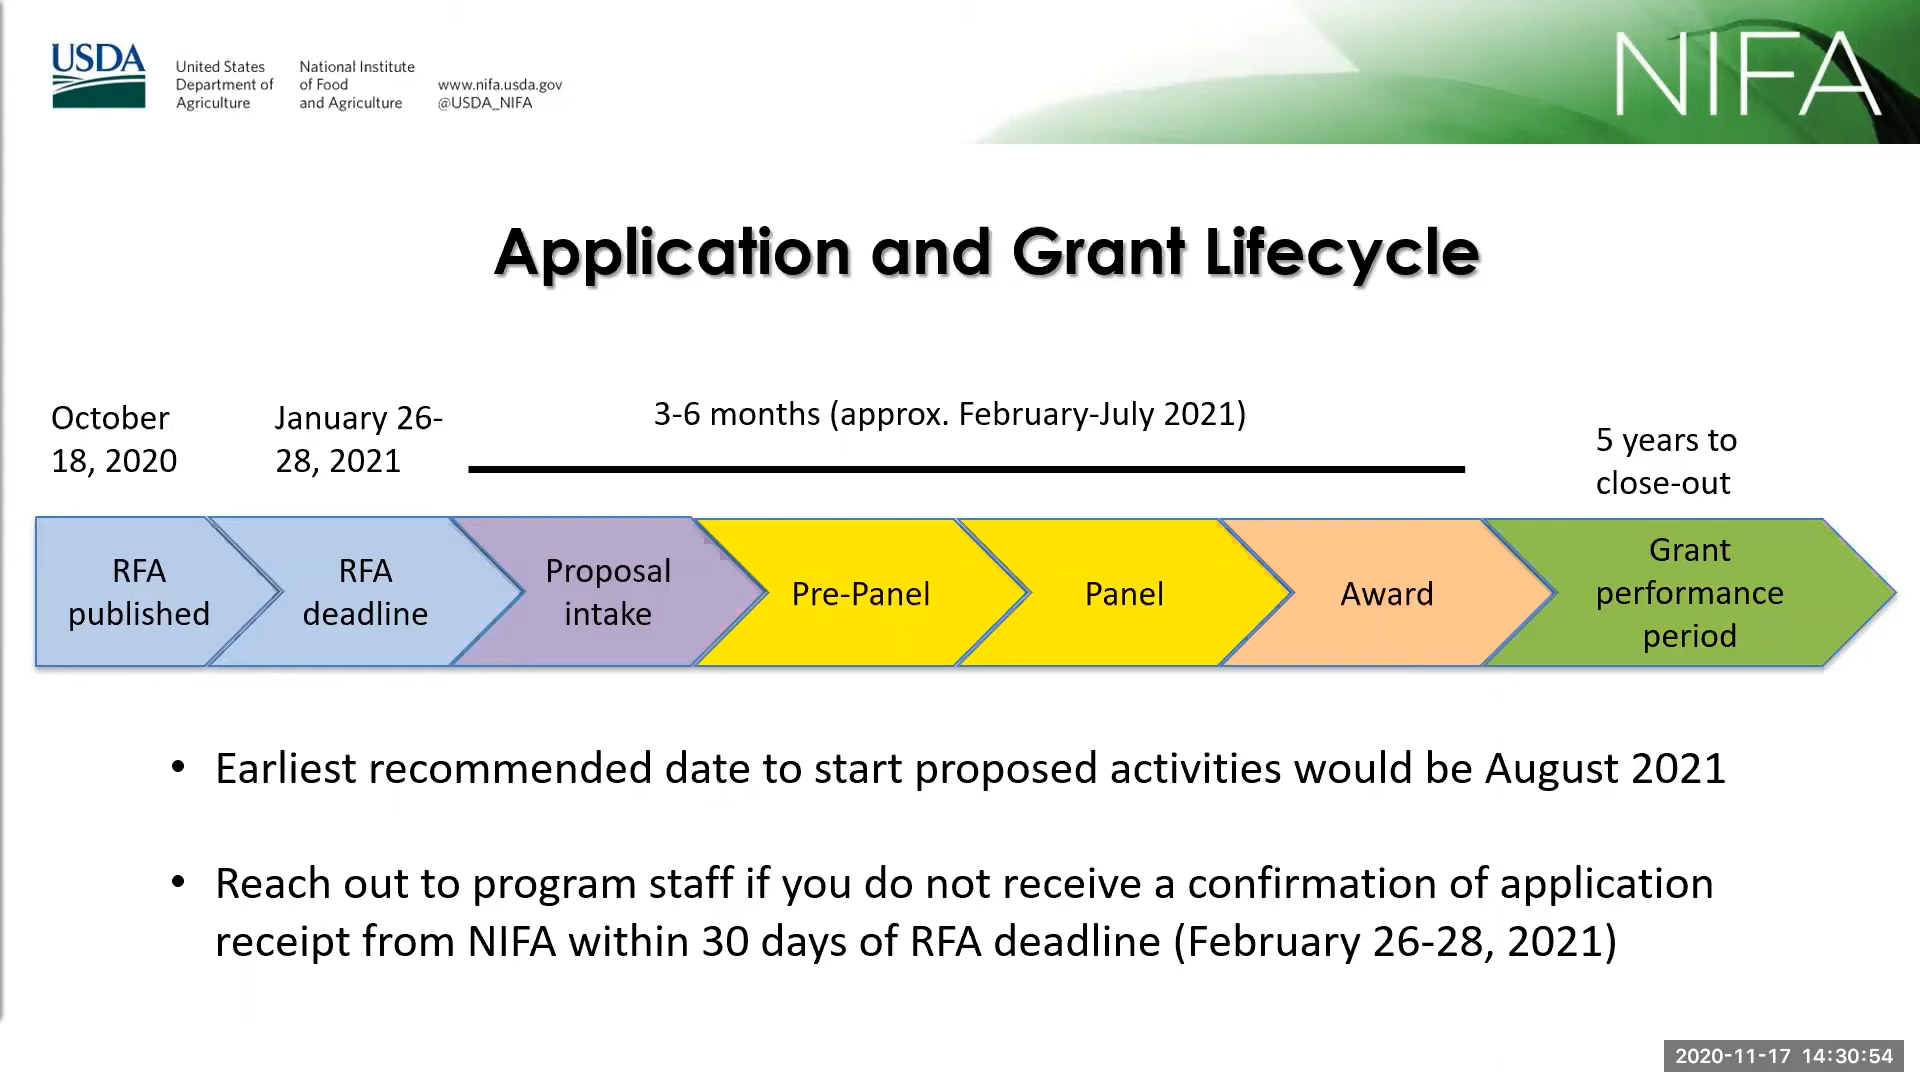 USDA
United States
Department of
Agriculture
National Institute
of Food
and Agriculture
www.nifa.usda.gov
@USDA_NIFA
NIFA
Application and Grant Lifecycle
October
18, 2020
January 26-
28, 2021
3-6 months (approx. February-July 2021)
5 years to
close-out
RFA
published
RFA
deadline
Proposal
intake
Pre-Panel
Panel
Award
Grant
performance
period
• Earliest recommended date to start proposed activities would be August 2021
• Reach out to program staff if you do not receive a confirmation of application
receipt from NIFA within 30 days of RFA deadline (February 26-28, 2021)
2020-11-17 14:30:54